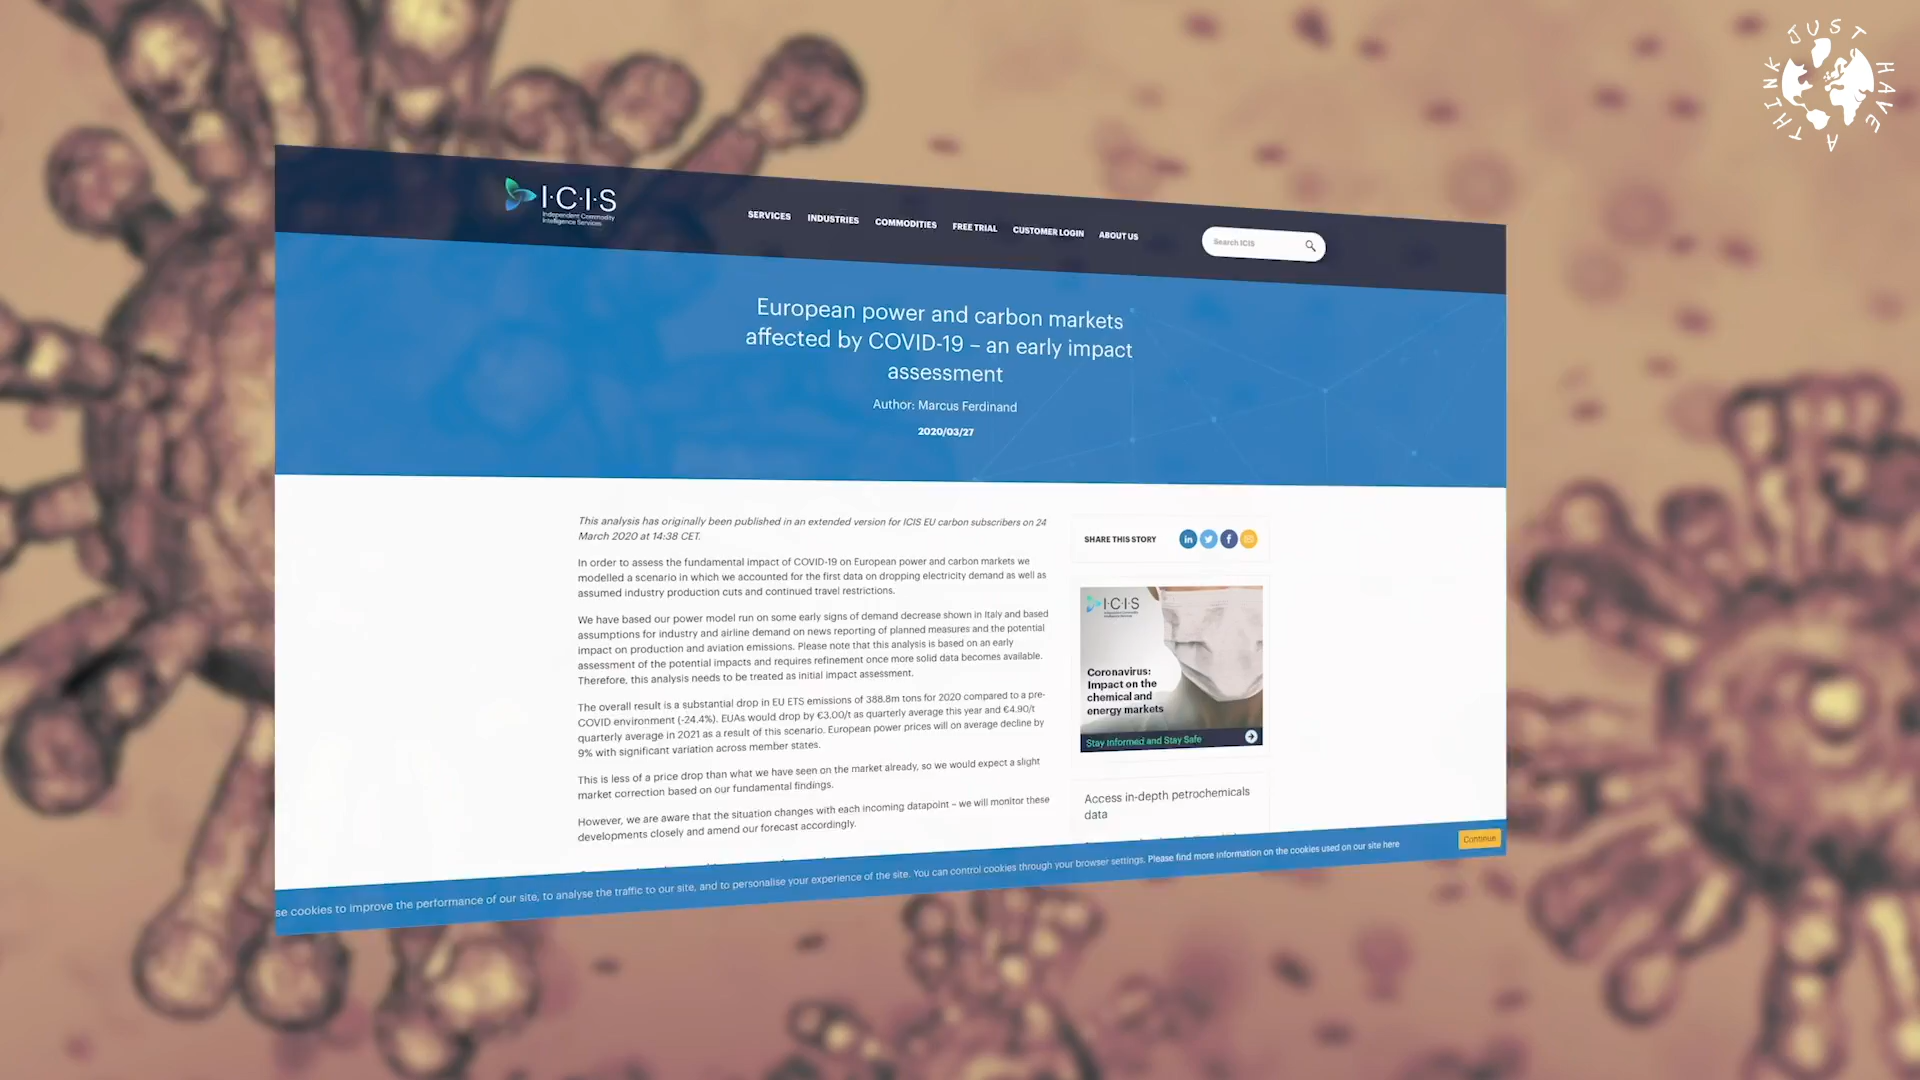 JUST HAVE A THINK
I·C·I·S
Independent Commodity
Intelligence Services
SERVICES INDUSTRIES COMMODITIES FREE TRIAL CUSTOMER LOGIN ABOUT US
Search ICIS
European power and carbon markets
affected by COVID-19 – an early impact
assessment
Author: Marcus Ferdinand
2020/03/27
This analysis has originally been published in an extended version for ICIS EU carbon subscribers on 24
March 2020 at 14:38 CET.
In order to assess the fundamental impact of COVID-19 on European power and carbon markets we
modelled a scenario in which we accounted for the first data on dropping electricity demand as well as
assumed industry production cuts and continued travel restrictions.
We have based our power model run on some early signs of demand decrease shown in Italy and based
assumptions for industry and airline demand on news reporting of planned measures and the potential
impact on production and aviation emissions. Please note that this analysis is based on an early
assessment of the potential impacts and requires refinement once more solid data becomes available.
Therefore, this analysis needs to be treated as initial impact assessment.
The overall result is a substantial drop in EU ETS emissions of 388.8m tons for 2020 compared to a pre-
COVID environment (-24.4%). EUAs would drop by €3.00/t as quarterly average this year and €4.90/t
quarterly average in 2021 as a result of this scenario. European power prices will on average decline by
9% with significant variation across member states.
This is less of a price drop than what we have seen on the market already, so we would expect a slight
market correction based on our fundamental findings.
However, we are aware that the situation changes with each incoming datapoint – we will monitor these
developments closely and amend our forecast accordingly.
SHARE THIS STORY
I·C·I·S
Coronavirus:
Impact on the
chemical and
energy markets
Stay Informed and Stay Safe
Access in-depth petrochemicals
data
se cookies to improve the performance of our site, to analyse the traffic to our site, and to personalise your experience of the site. You can control cookies through your browser settings. Please find more information on the cookies used on our site here
Continue